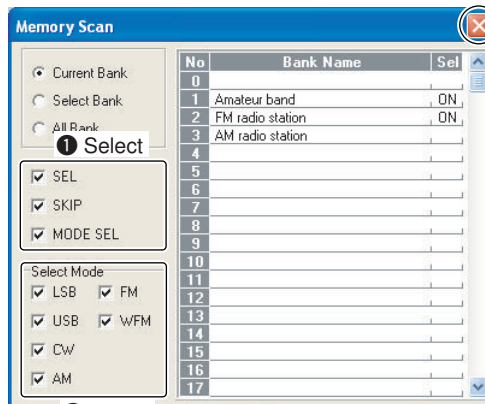 Memory Scan
Current Bank
Select Bank
All Bank
❶ Select
SEL
SKIP
MODE SEL
Select Mode
LSB FM
USB WFM
CW
AM
No Bank Name Sel
0
1 Amateur band ON
2 FM radio station ON
3 AM radio station
4
5
6
7
8
9
10
11
12
13
14
15
16
17